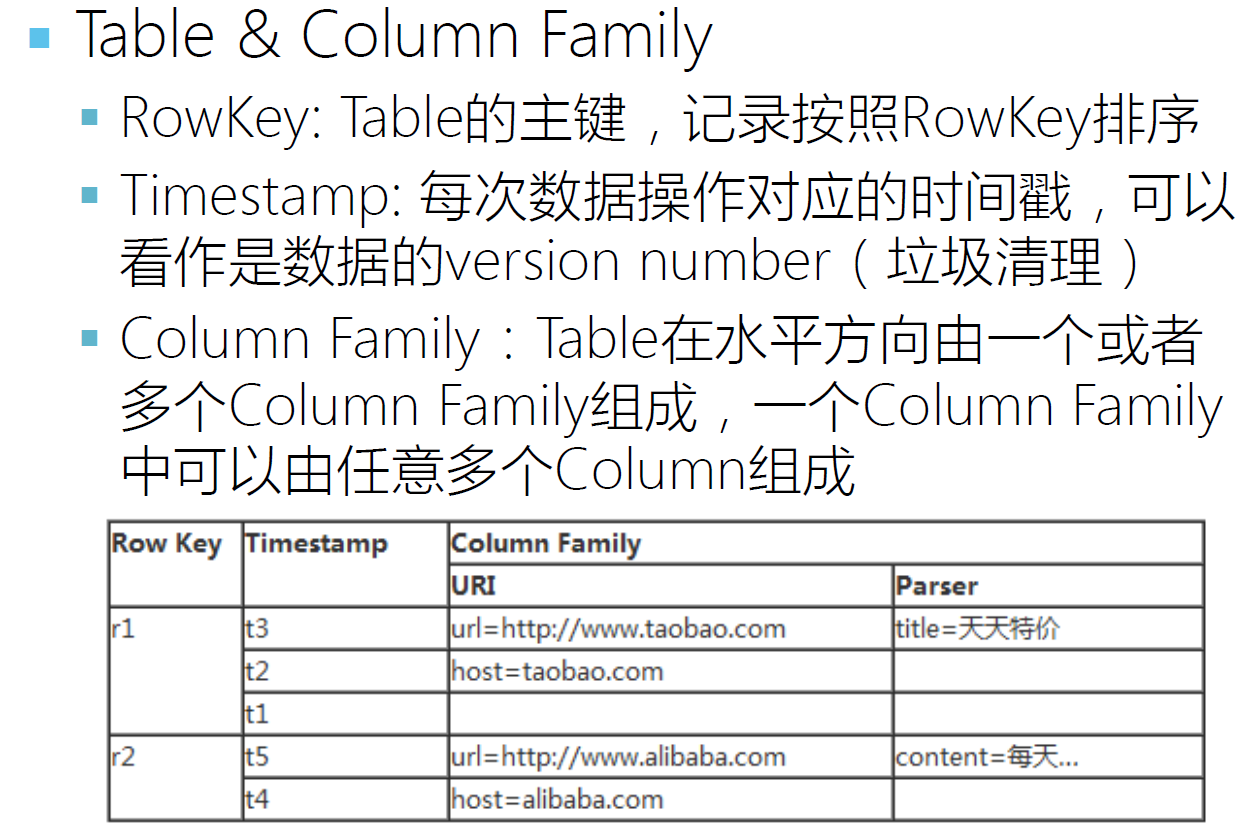 Table & Column Family
RowKey: Table的主键，记录按照RowKey排序
Timestamp: 每次数据操作对应的时间戳，可以
看作是数据的version number（垃圾清理）
Column Family：Table在水平方向由一个或者
多个Column Family组成，一个Column Family
中可以由任意多个Column组成
Row Key Timestamp Column Family
URI Parser
r1 t3 url=http://www.taobao.com title=天天特价
t2 host=taobao.com
t1
r2 t5 url=http://www.alibaba.com content=每天...
t4 host=alibaba.com